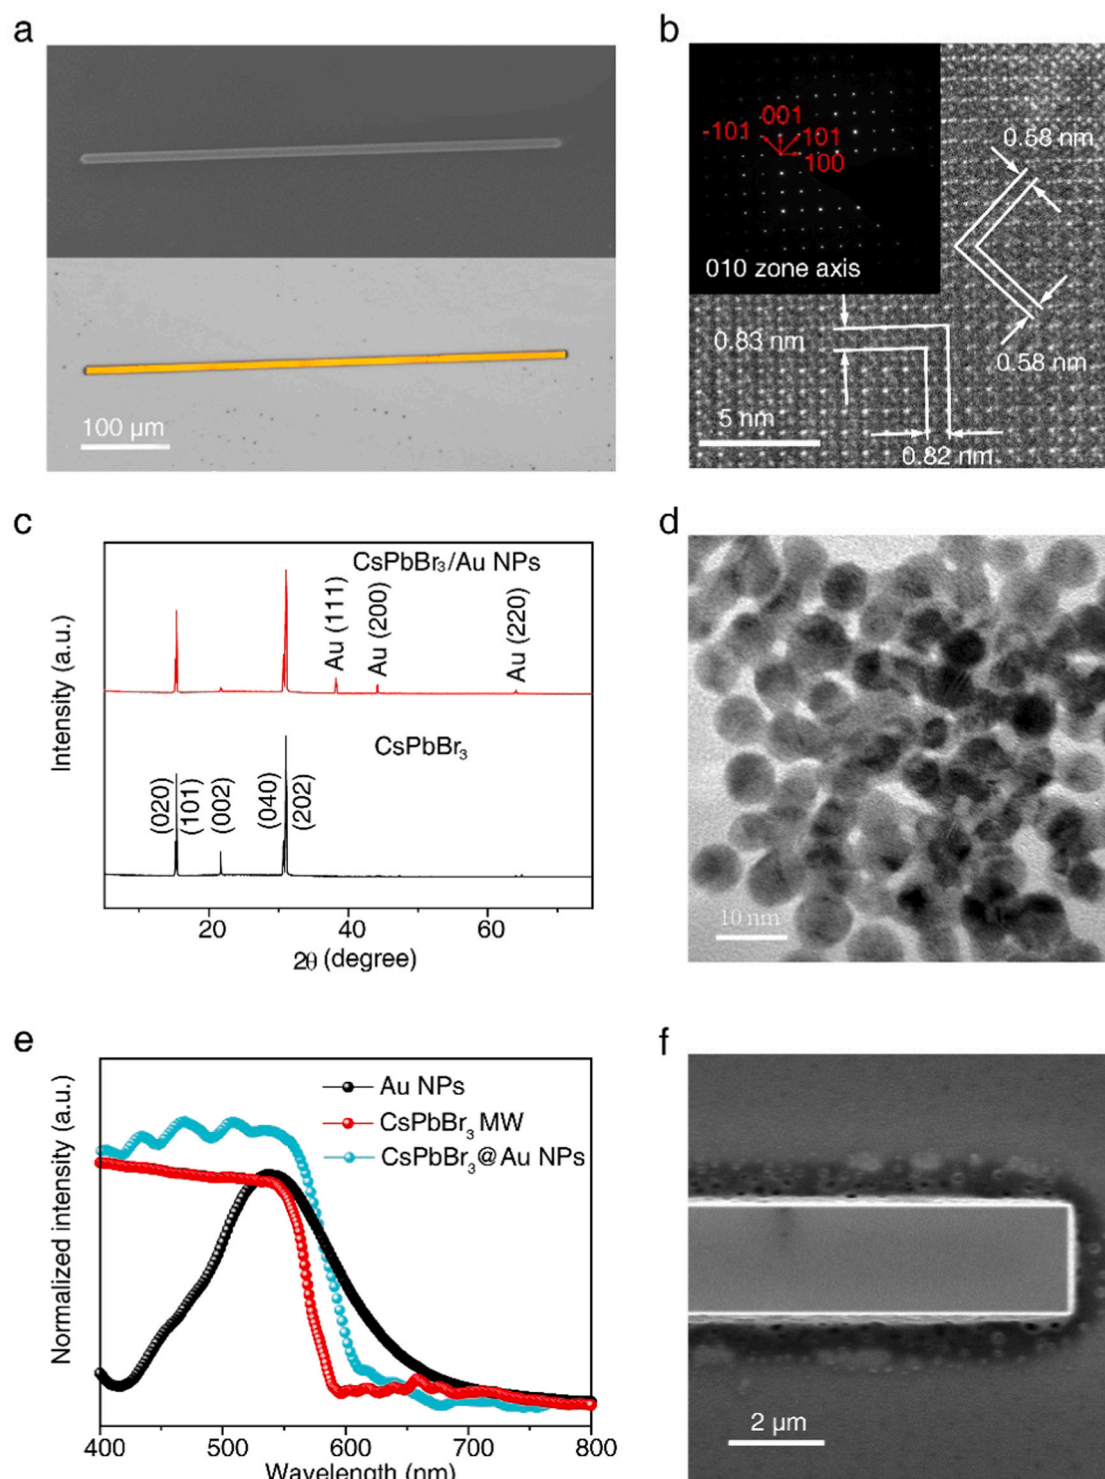 a
100 μm
b
001
-101
101
100
010 zone axis
0.58 nm
0.58 nm
0.83 nm
5 nm
0.82 nm
c
CsPbBr₃/Au NPs
Au (111)
Au (200)
Au (220)
CsPbBr₃
(020)
(101)
(002)
(040)
(202)
Intensity (a.u.)
20
40
60
2θ (degree)
d
10 nm
e
Au NPs
CsPbBr₃ MW
CsPbBr₃@Au NPs
Normalized intensity (a.u.)
400
500
600
700
800
Wavelength (nm)
f
2 μm